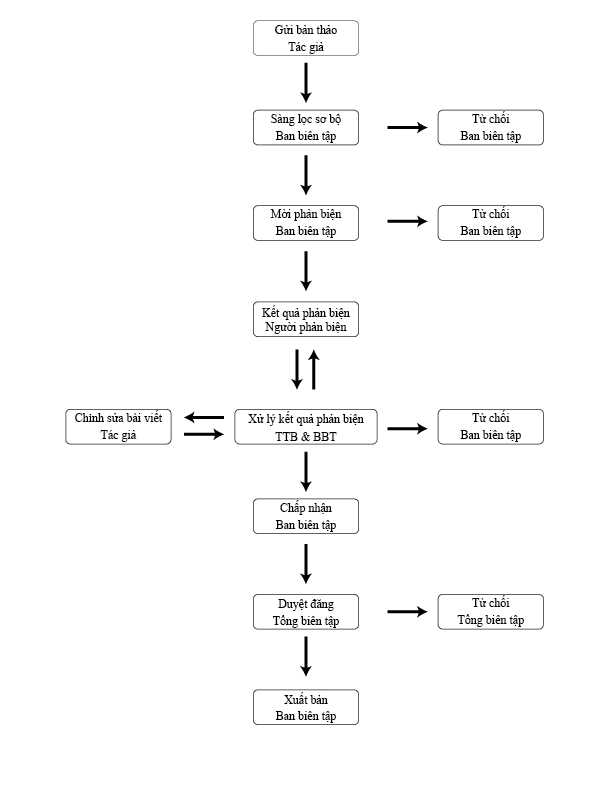 Gửi bản thảo
Tác giả
Sàng lọc sơ bộ
Ban biên tập
Từ chối
Ban biên tập
Mời phản biện
Ban biên tập
Từ chối
Ban biên tập
Kết quả phản biện
Người phản biện
Chỉnh sửa bài viết
Tác giả
Xử lý kết quả phản biện
TTB & BBT
Từ chối
Ban biên tập
Chấp nhận
Ban biên tập
Duyệt đăng
Tổng biên tập
Từ chối
Tổng biên tập
Xuất bản
Ban biên tập